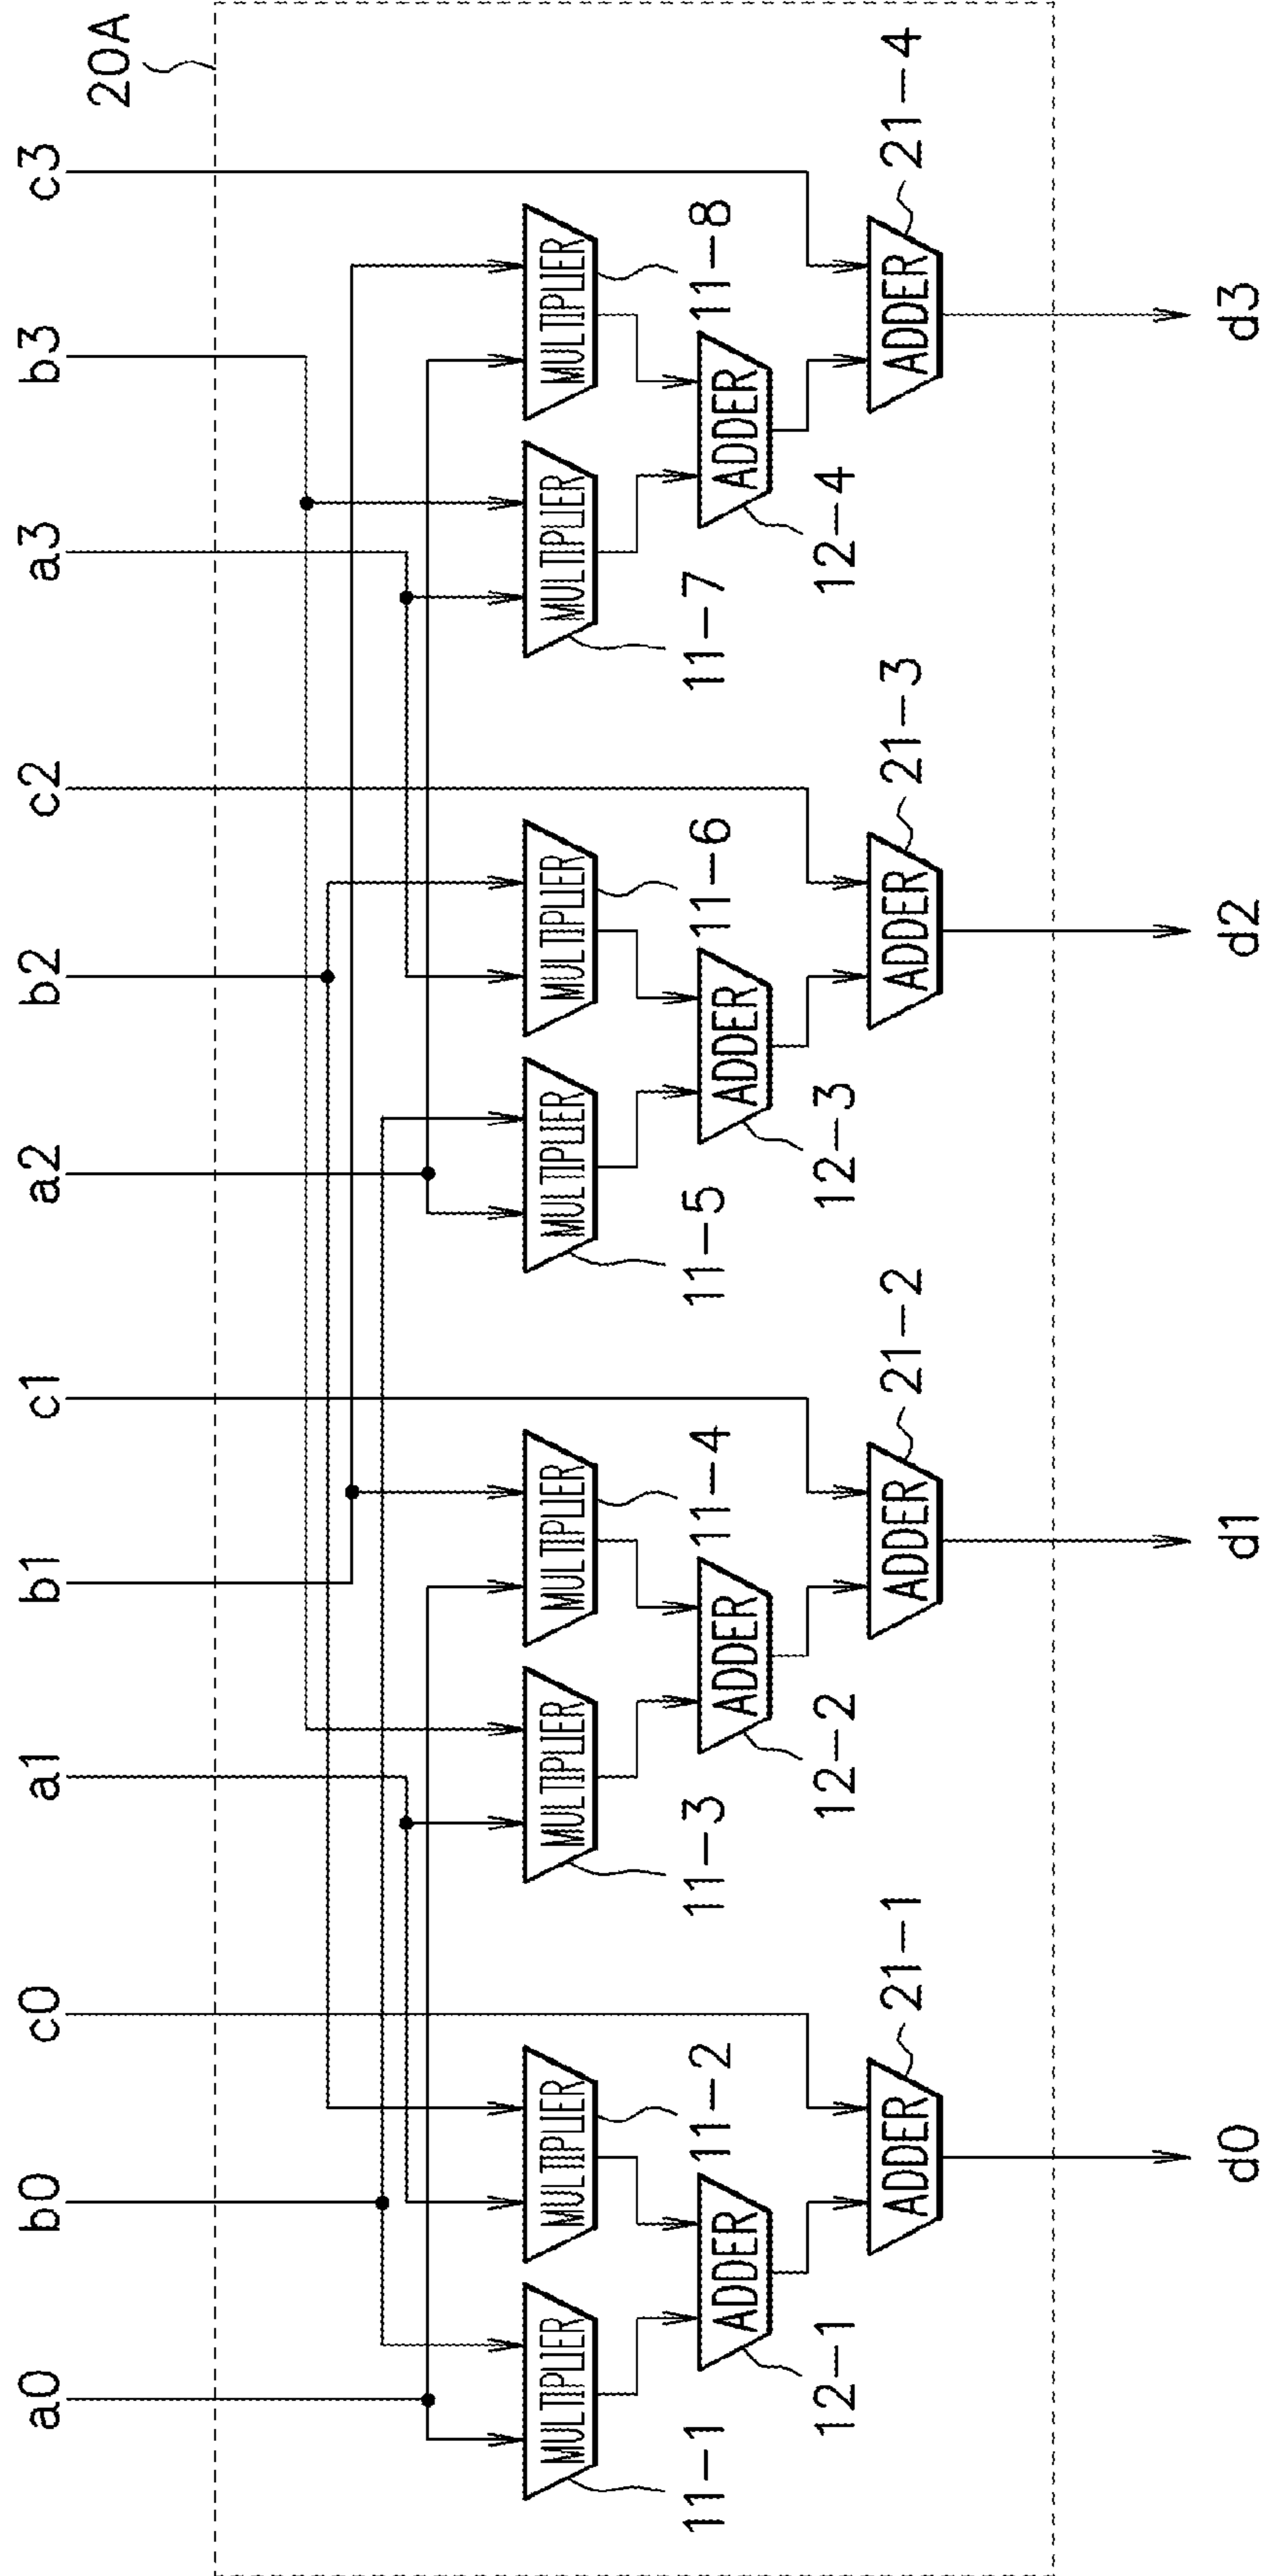 20A
a0 b0 c0 a1 b1 c1 a2 b2 c2 a3 b3 c3
MULTIPLIER MULTIPLIER MULTIPLIER MULTIPLIER MULTIPLIER MULTIPLIER MULTIPLIER MULTIPLIER
11-1 11-2 11-3 11-4 11-5 11-6 11-7 11-8
ADDER ADDER ADDER ADDER
12-1 12-2 12-3 12-4
ADDER ADDER ADDER ADDER
21-1 21-2 21-3 21-4
d0 d1 d2 d3